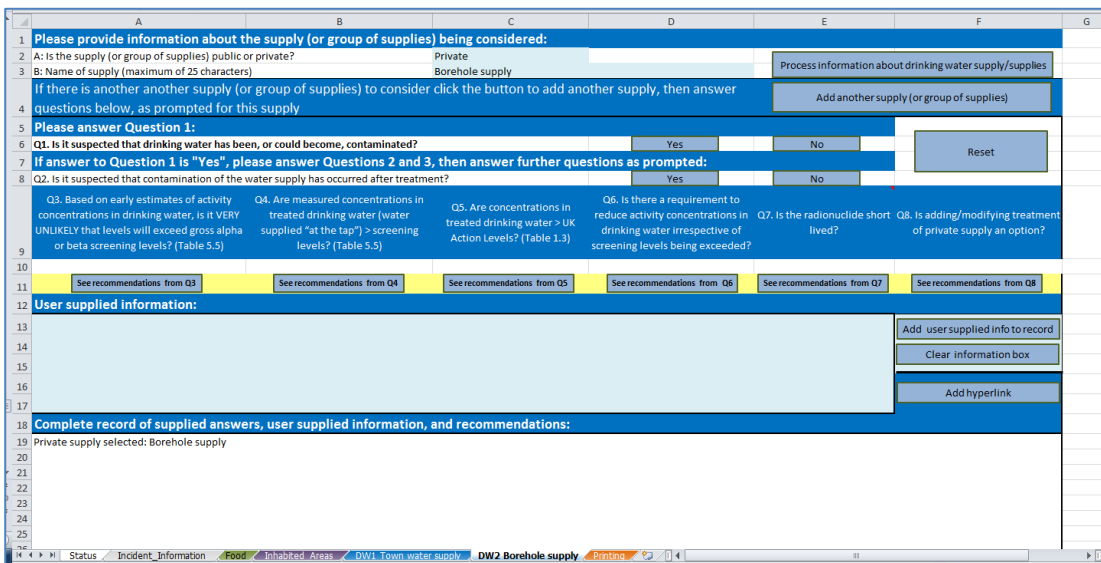 A B C D E F G
1 Please provide information about the supply (or group of supplies) being considered:
2 A: Is the supply (or group of supplies) public or private? Private
Process information about drinking water supply/supplies
3 B: Name of supply (maximum of 25 characters) Borehole supply
If there is another another supply (or group of supplies) to consider click the button to add another supply, then answer
4 questions below, as prompted for this supply
Add another supply (or group of supplies)
5 Please answer Question 1:
6 Q1. Is it suspected that drinking water has been, or could become, contaminated? Yes No
Reset
7 If answer to Question 1 is "Yes", please answer Questions 2 and 3, then answer further questions as prompted:
8 Q2. Is it suspected that contamination of the water supply has occurred after treatment? Yes No
Q3. Based on early estimates of activity
concentrations in drinking water, is it VERY
UNLIKELY that levels will exceed gross alpha
or beta screening levels? (Table 5.5)
Q4. Are measured concentrations in
treated drinking water (water
supplied "at the tap") > screening
levels? (Table 5.5)
Q5. Are concentrations in
treated drinking water > UK
Action Levels? (Table 1.3)
Q6. Is there a requirement to
reduce activity concentrations in
drinking water irrespective of
screening levels being exceeded?
Q7. Is the radionuclide short
lived?
Q8. Is adding/modifying treatment
of private supply an option?
9
10
11 See recommendations from Q3 See recommendations from Q4 See recommendations from Q5 See recommendations from Q6 See recommendations from Q7 See recommendations from Q8
12 User supplied information:
13 Add user supplied info to record
14 Clear information box
15
16 Add hyperlink
17
18 Complete record of supplied answers, user supplied information, and recommendations:
19 Private supply selected: Borehole supply
20
21
22
23
24
25
Status Incident_Information Food Inhabited_Areas DW1 Town water supply DW2 Borehole supply Printing